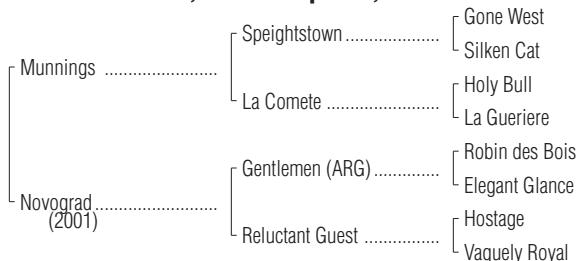 Gone West
Speightstown
Silken Cat
Munnings
Holy Bull
La Comete
La Gueriere
Robin des Bois
Gentlemen (ARG)
Elegant Glance
Novograd
(2001)
Hostage
Reluctant Guest
Vaguely Royal